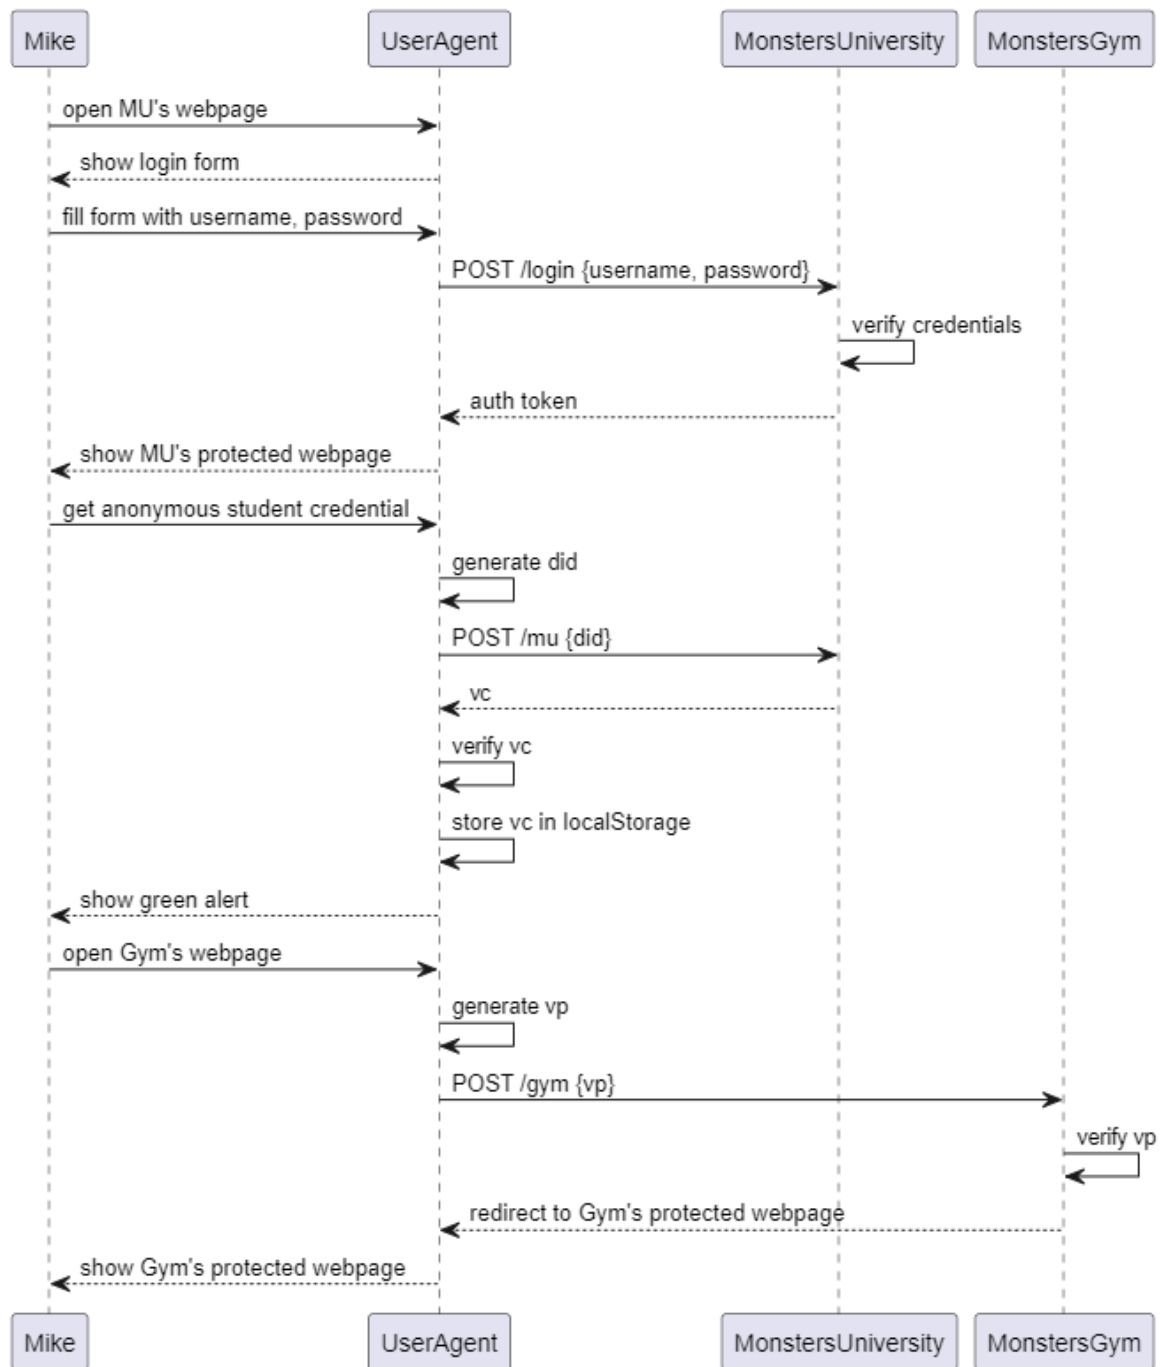 Mike UserAgent MonstersUniversity MonstersGym
open MU's webpage
show login form
fill form with username, password
POST /login {username, password}
verify credentials
auth token
show MU's protected webpage
get anonymous student credential
generate did
POST /mu {did}
vc
verify vc
store vc in localStorage
show green alert
open Gym's webpage
generate vp
POST /gym {vp}
verify vp
redirect to Gym's protected webpage
show Gym's protected webpage
Mike UserAgent MonstersUniversity MonstersGym